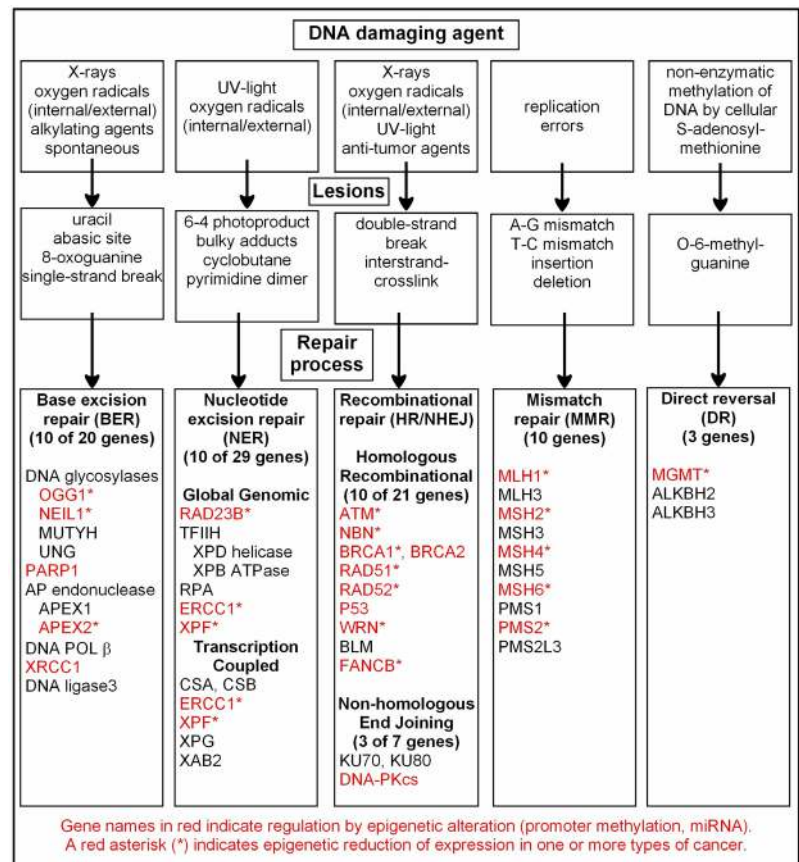 DNA damaging agent
X-rays
oxygen radicals
(internal/external)
alkylating agents
spontaneous
UV-light
oxygen radicals
(internal/external)
X-rays
oxygen radicals
(internal/external)
UV-light
anti-tumor agents
replication
errors
non-enzymatic
methylation of
DNA by cellular
S-adenosyl-
methionine
Lesions
uracil
abasic site
8-oxoguanine
single-strand break
6-4 photoproduct
bulky adducts
cyclobutane
pyrimidine dimer
double-strand
break
interstrand-
crosslink
A-G mismatch
T-C mismatch
insertion
deletion
O-6-methyl-
guanine
Repair
process
Base excision
repair (BER)
(10 of 20 genes)
DNA glycosylases
OGG1*
NEIL1*
MUTYH
UNG
PARP1
AP endonuclease
APEX1
APEX2*
DNA POL β
XRCC1
DNA ligase3
Nucleotide
excision repair
(NER)
(10 of 29 genes)
Global Genomic
RAD23B*
TFIIH
XPD helicase
XPB ATPase
RPA
ERCC1*
XPF*
Transcription
Coupled
CSA, CSB
ERCC1*
XPF*
XPG
XAB2
Recombinational
repair (HR/NHEJ)
Homologous
Recombinational
(10 of 21 genes)
ATM*
NBN*
BRCA1*, BRCA2
RAD51*
RAD52*
P53
WRN*
BLM
FANCB*
Non-homologous
End Joining
(3 of 7 genes)
KU70, KU80
DNA-PKcs
Mismatch
repair (MMR)
(10 genes)
MLH1*
MLH3
MSH2*
MSH3
MSH4*
MSH5
MSH6*
PMS1
PMS2*
PMS2L3
Direct reversal
(DR)
(3 genes)
MGMT*
ALKBH2
ALKBH3
Gene names in red indicate regulation by epigenetic alteration (promoter methylation, miRNA).
A red asterisk (*) indicates epigenetic reduction of expression in one or more types of cancer.